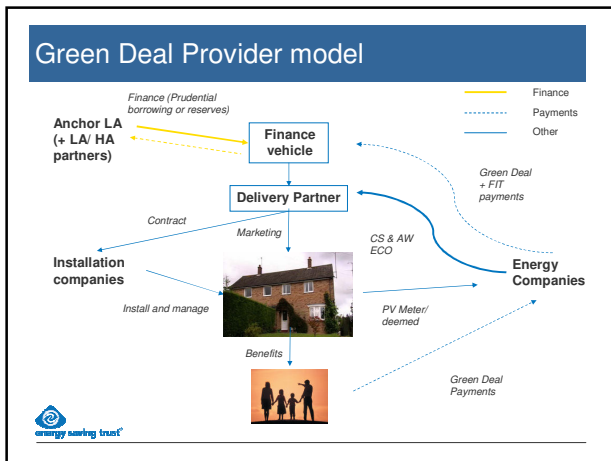 Green Deal Provider model
Finance (Prudential
borrowing or reserves)
Finance
Payments
Other
Anchor LA
(+ LA/ HA
partners)
Finance
vehicle
Green Deal
+ FIT
payments
Delivery Partner
Contract
Marketing
CS & AW
ECO
Installation
companies
Energy
Companies
Install and manage
PV Meter/
deemed
Benefits
Green Deal
Payments
energy saving trust®